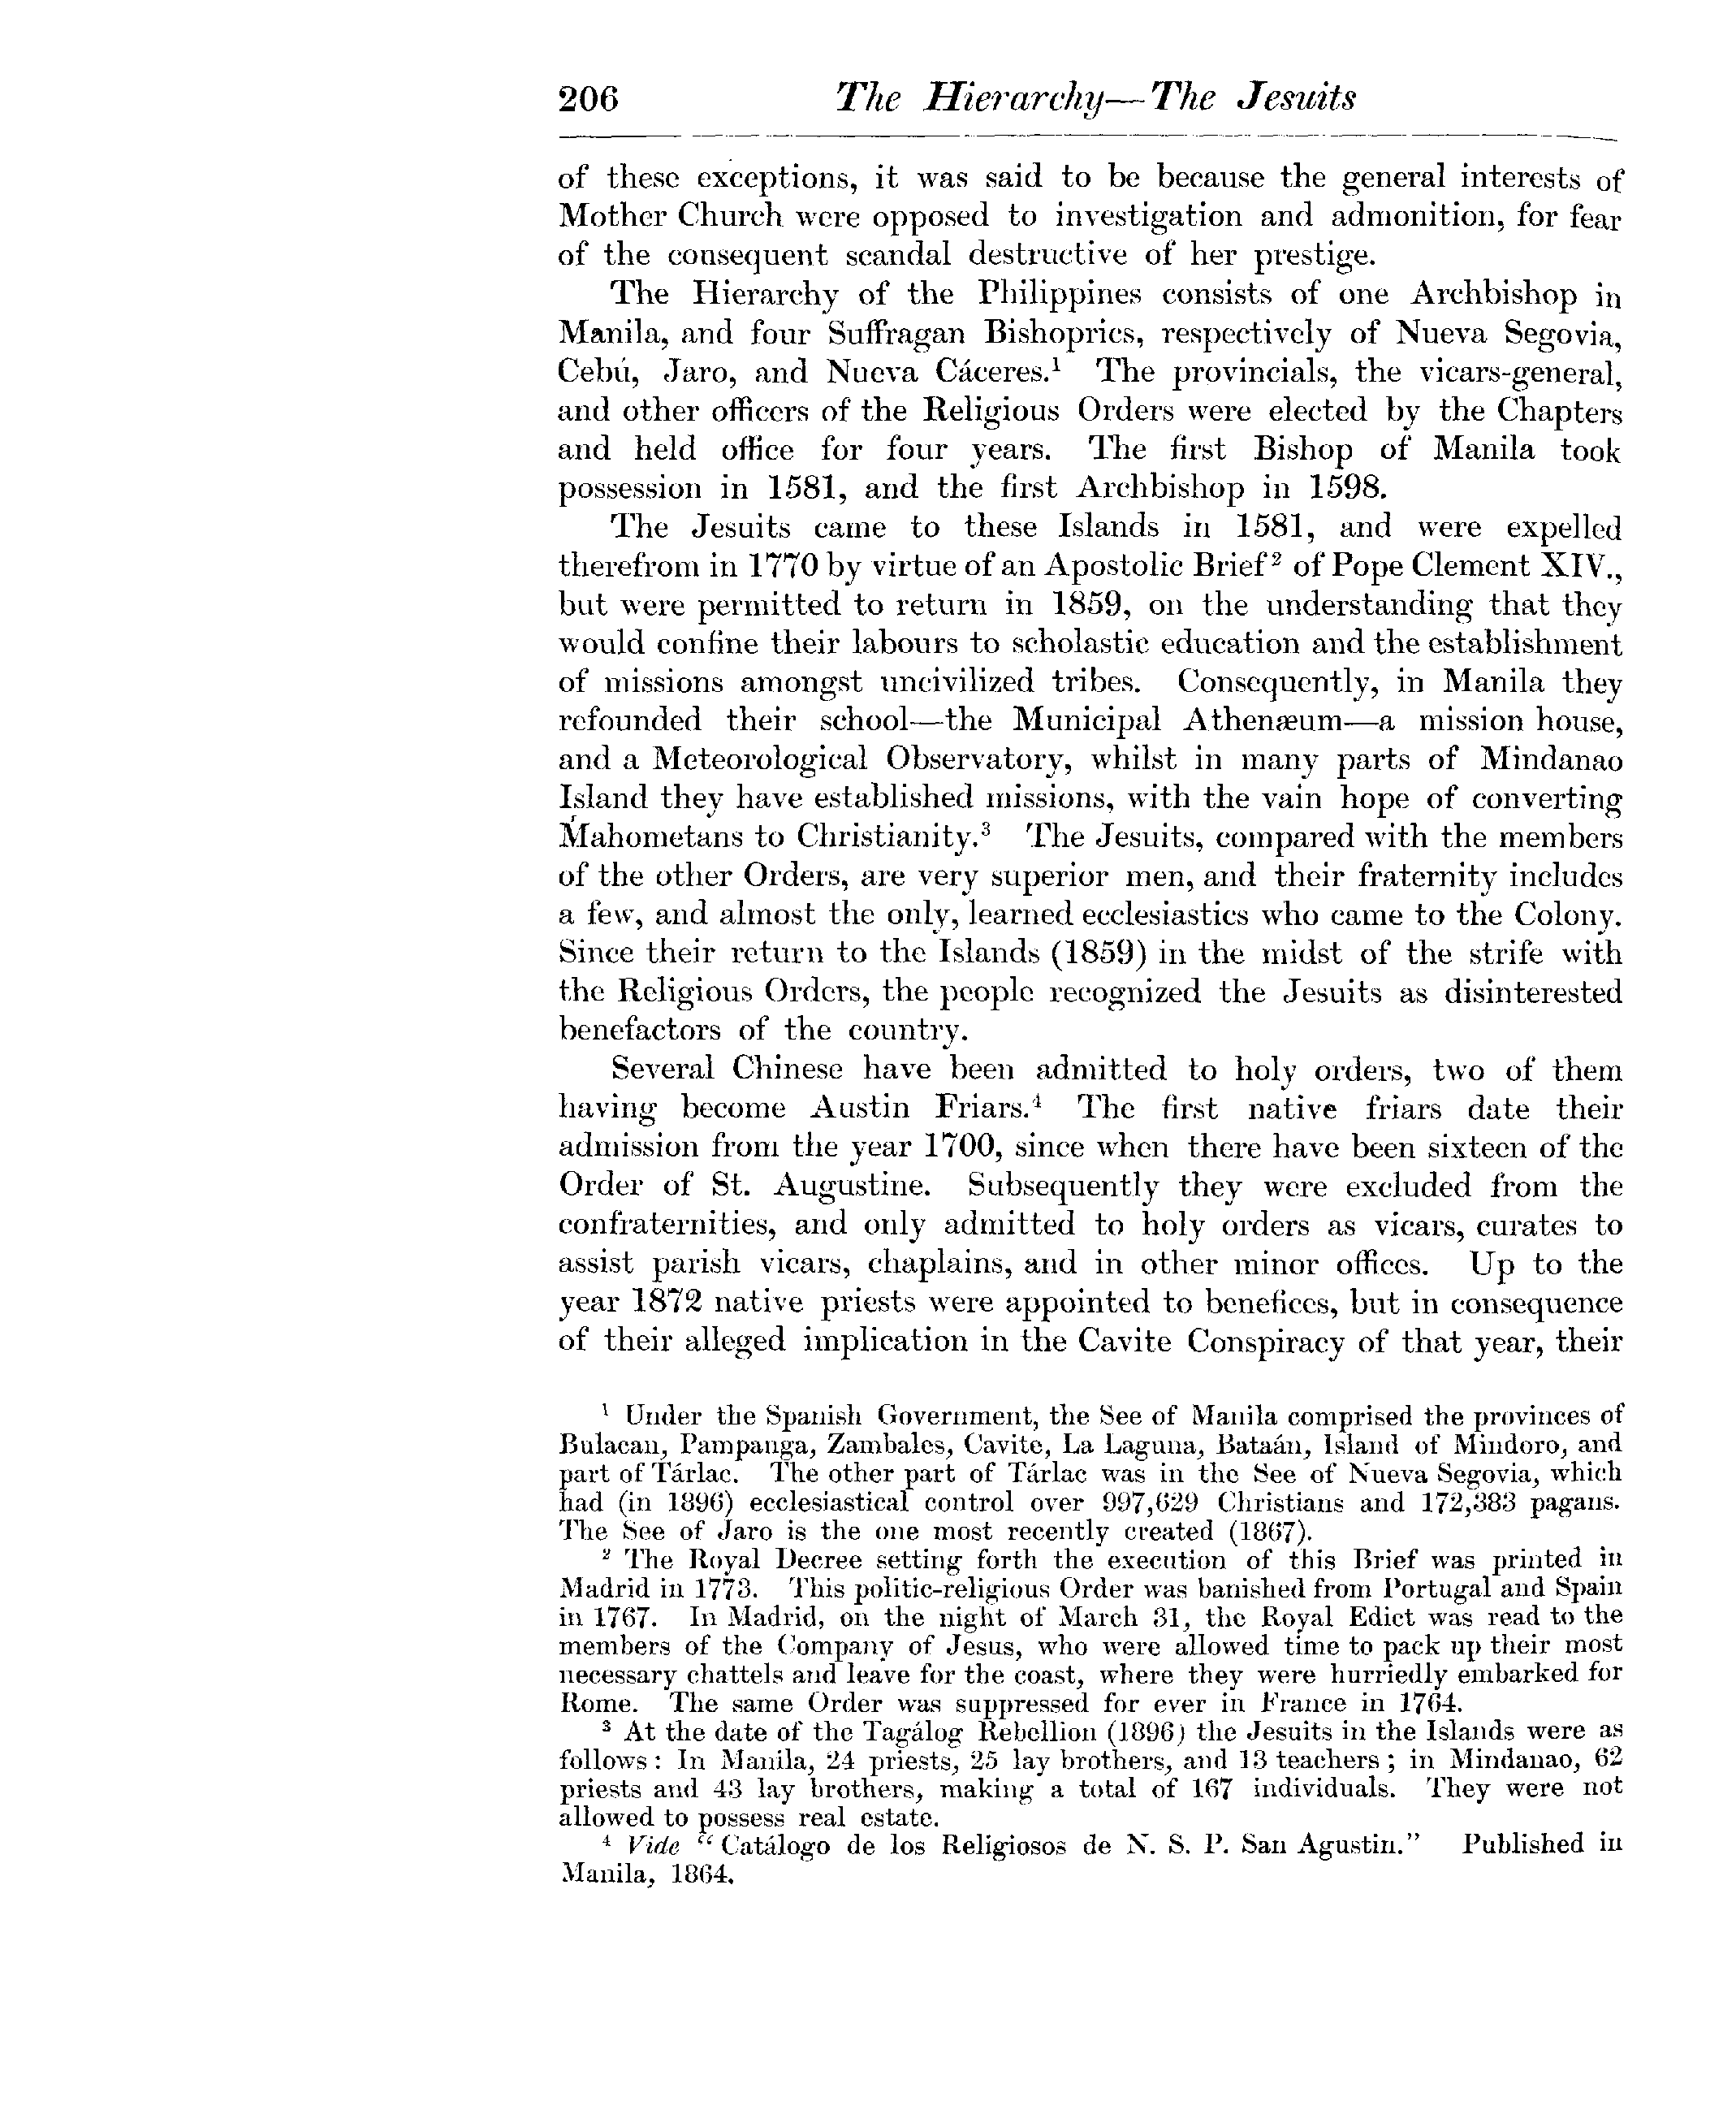 206 The Hierarchy—The Jesuits
of these exceptions, it was said to be because the general interests of
Mother Church were opposed to investigation and admonition, for fear
of the consequent scandal destructive of her prestige.
The Hierarchy of the Philippines consists of one Archbishop in
Manila, and four Suffragan Bishoprics, respectively of Nueva Segovia,
Cebú, Jaro, and Nueva Cáceres.¹ The provincials, the vicars-general,
and other officers of the Religious Orders were elected by the Chapters
and held office for four years. The first Bishop of Manila took
possession in 1581, and the first Archbishop in 1598.
The Jesuits came to these Islands in 1581, and were expelled
therefrom in 1770 by virtue of an Apostolic Brief² of Pope Clement XIV.,
but were permitted to return in 1859, on the understanding that they
would confine their labours to scholastic education and the establishment
of missions amongst uncivilized tribes. Consequently, in Manila they
refounded their school—the Municipal Athenæum—a mission house,
and a Meteorological Observatory, whilst in many parts of Mindanao
Island they have established missions, with the vain hope of converting
Mahometans to Christianity.³ The Jesuits, compared with the members
of the other Orders, are very superior men, and their fraternity includes
a few, and almost the only, learned ecclesiastics who came to the Colony.
Since their return to the Islands (1859) in the midst of the strife with
the Religious Orders, the people recognized the Jesuits as disinterested
benefactors of the country.
Several Chinese have been admitted to holy orders, two of them
having become Austin Friars.⁴ The first native friars date their
admission from the year 1700, since when there have been sixteen of the
Order of St. Augustine. Subsequently they were excluded from the
confraternities, and only admitted to holy orders as vicars, curates to
assist parish vicars, chaplains, and in other minor offices. Up to the
year 1872 native priests were appointed to benefices, but in consequence
of their alleged implication in the Cavite Conspiracy of that year, their
¹ Under the Spanish Government, the See of Manila comprised the provinces of
Bulacan, Pampanga, Zambales, Cavite, La Laguna, Bataán, Island of Mindoro, and
part of Tárlac. The other part of Tárlac was in the See of Nueva Segovia, which
had (in 1896) ecclesiastical control over 997,629 Christians and 172,383 pagans.
The See of Jaro is the one most recently created (1867).
² The Royal Decree setting forth the execution of this Brief was printed in
Madrid in 1773. This politic-religious Order was banished from Portugal and Spain
in 1767. In Madrid, on the night of March 31, the Royal Edict was read to the
members of the Company of Jesus, who were allowed time to pack up their most
necessary chattels and leave for the coast, where they were hurriedly embarked for
Rome. The same Order was suppressed for ever in France in 1764.
³ At the date of the Tagálog Rebellion (1896) the Jesuits in the Islands were as
follows: In Manila, 24 priests, 25 lay brothers, and 13 teachers; in Mindanao, 62
priests and 43 lay brothers, making a total of 167 individuals. They were not
allowed to possess real estate.
⁴ Vide "Catálogo de los Religiosos de N. S. P. San Agustin." Published in
Manila, 1864.